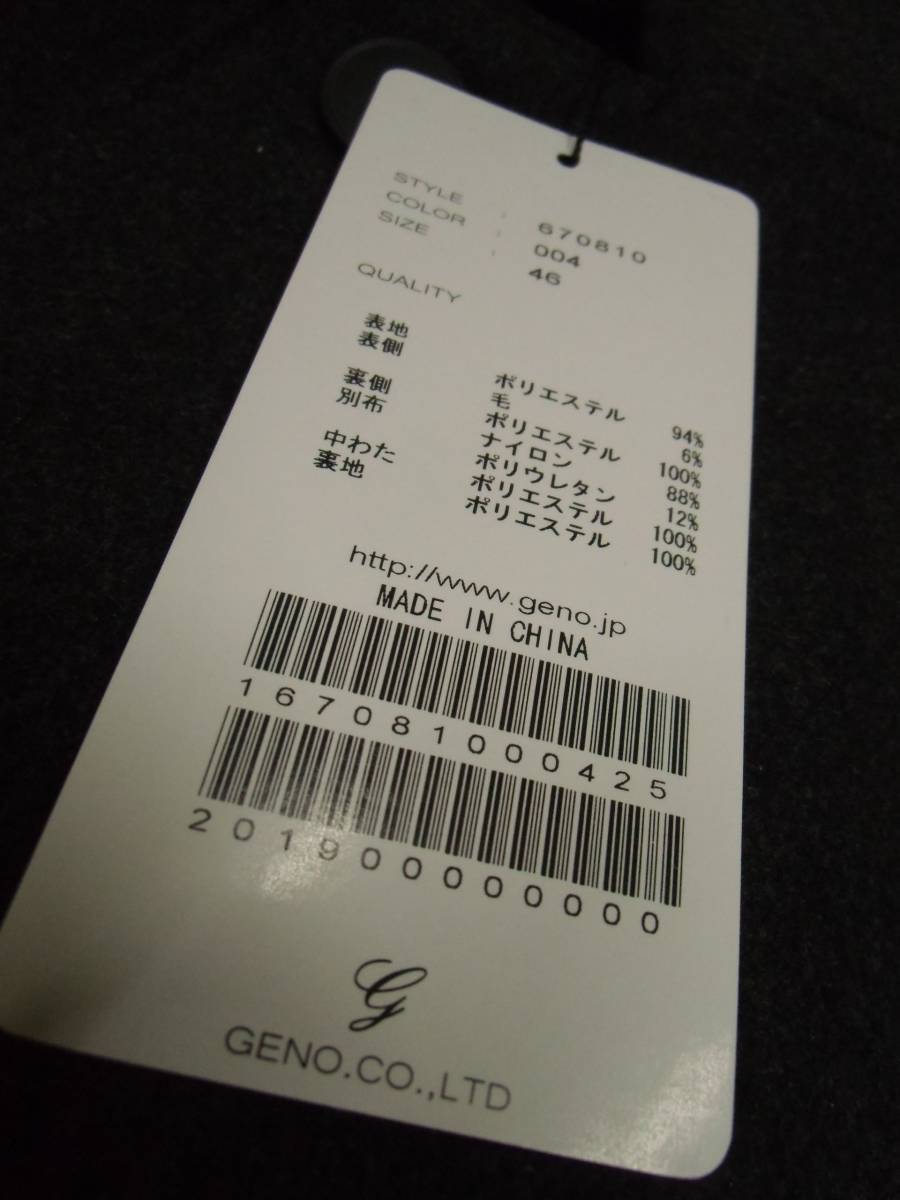 STYLE : 670810
COLOR : 004
SIZE : 46
QUALITY
表地
表側 ポリエステル 94%
毛 6%
裏側 ポリエステル 100%
別布 ナイロン 88%
ポリウレタン 12%
中わた ポリエステル 100%
裏地 ポリエステル 100%
http://www.geno.jp
MADE IN CHINA
167081000425
201900000000
G
GENO.CO.,LTD